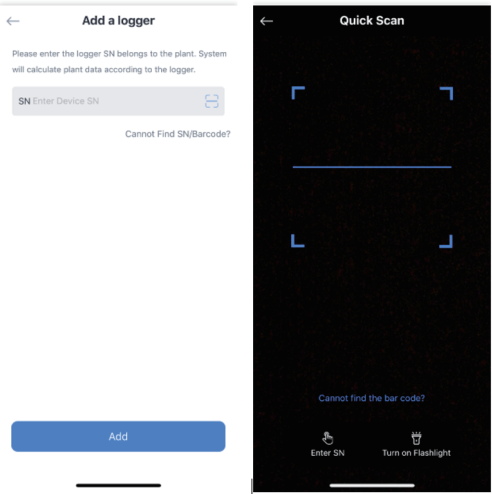 Add a logger
Please enter the logger SN belongs to the plant. System
will calculate plant data according to the logger.
SN Enter Device SN
Cannot Find SN/Barcode?
Add
Quick Scan
Cannot find the bar code?
Enter SN
Turn on Flashlight